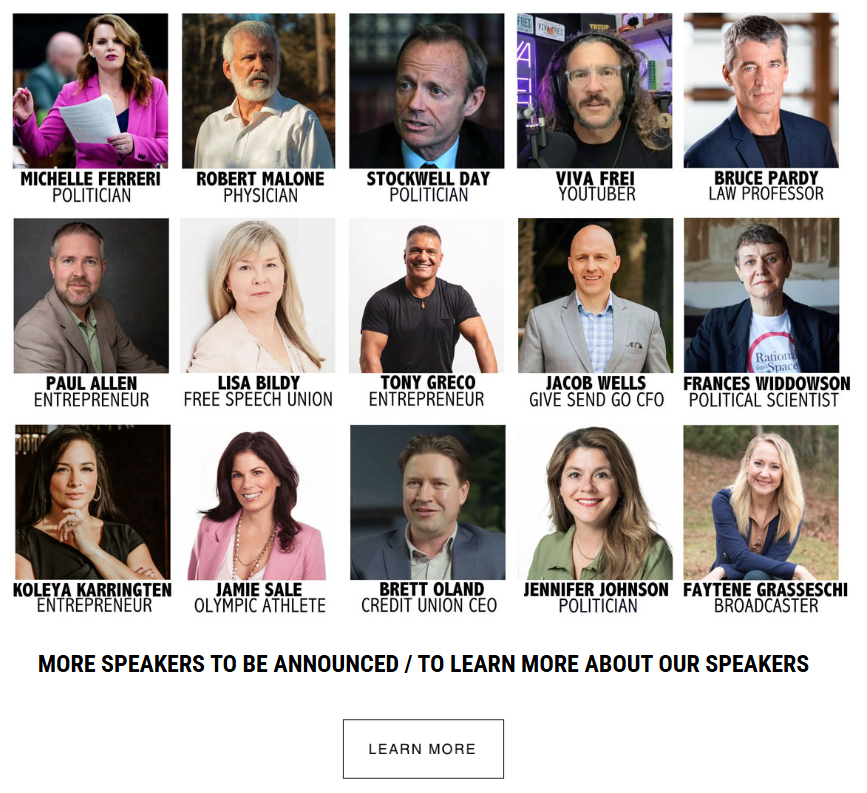 MICHELLE FERRERI
POLITICIAN
ROBERT MALONE
PHYSICIAN
STOCKWELL DAY
POLITICIAN
VIVA FREI
YOUTUBER
BRUCE PARDY
LAW PROFESSOR
PAUL ALLEN
ENTREPRENEUR
LISA BILDY
FREE SPEECH UNION
TONY GRECO
ENTREPRENEUR
JACOB WELLS
GIVE SEND GO CFO
Rational
Space
FRANCES WIDDOWSON
POLITICAL SCIENTIST
KOLEYA KARRINGTEN
ENTREPRENEUR
JAMIE SALE
OLYMPIC ATHLETE
BRETT OLAND
CREDIT UNION CEO
JENNIFER JOHNSON
POLITICIAN
FAYTENE GRASSESCHI
BROADCASTER
MORE SPEAKERS TO BE ANNOUNCED / TO LEARN MORE ABOUT OUR SPEAKERS
LEARN MORE